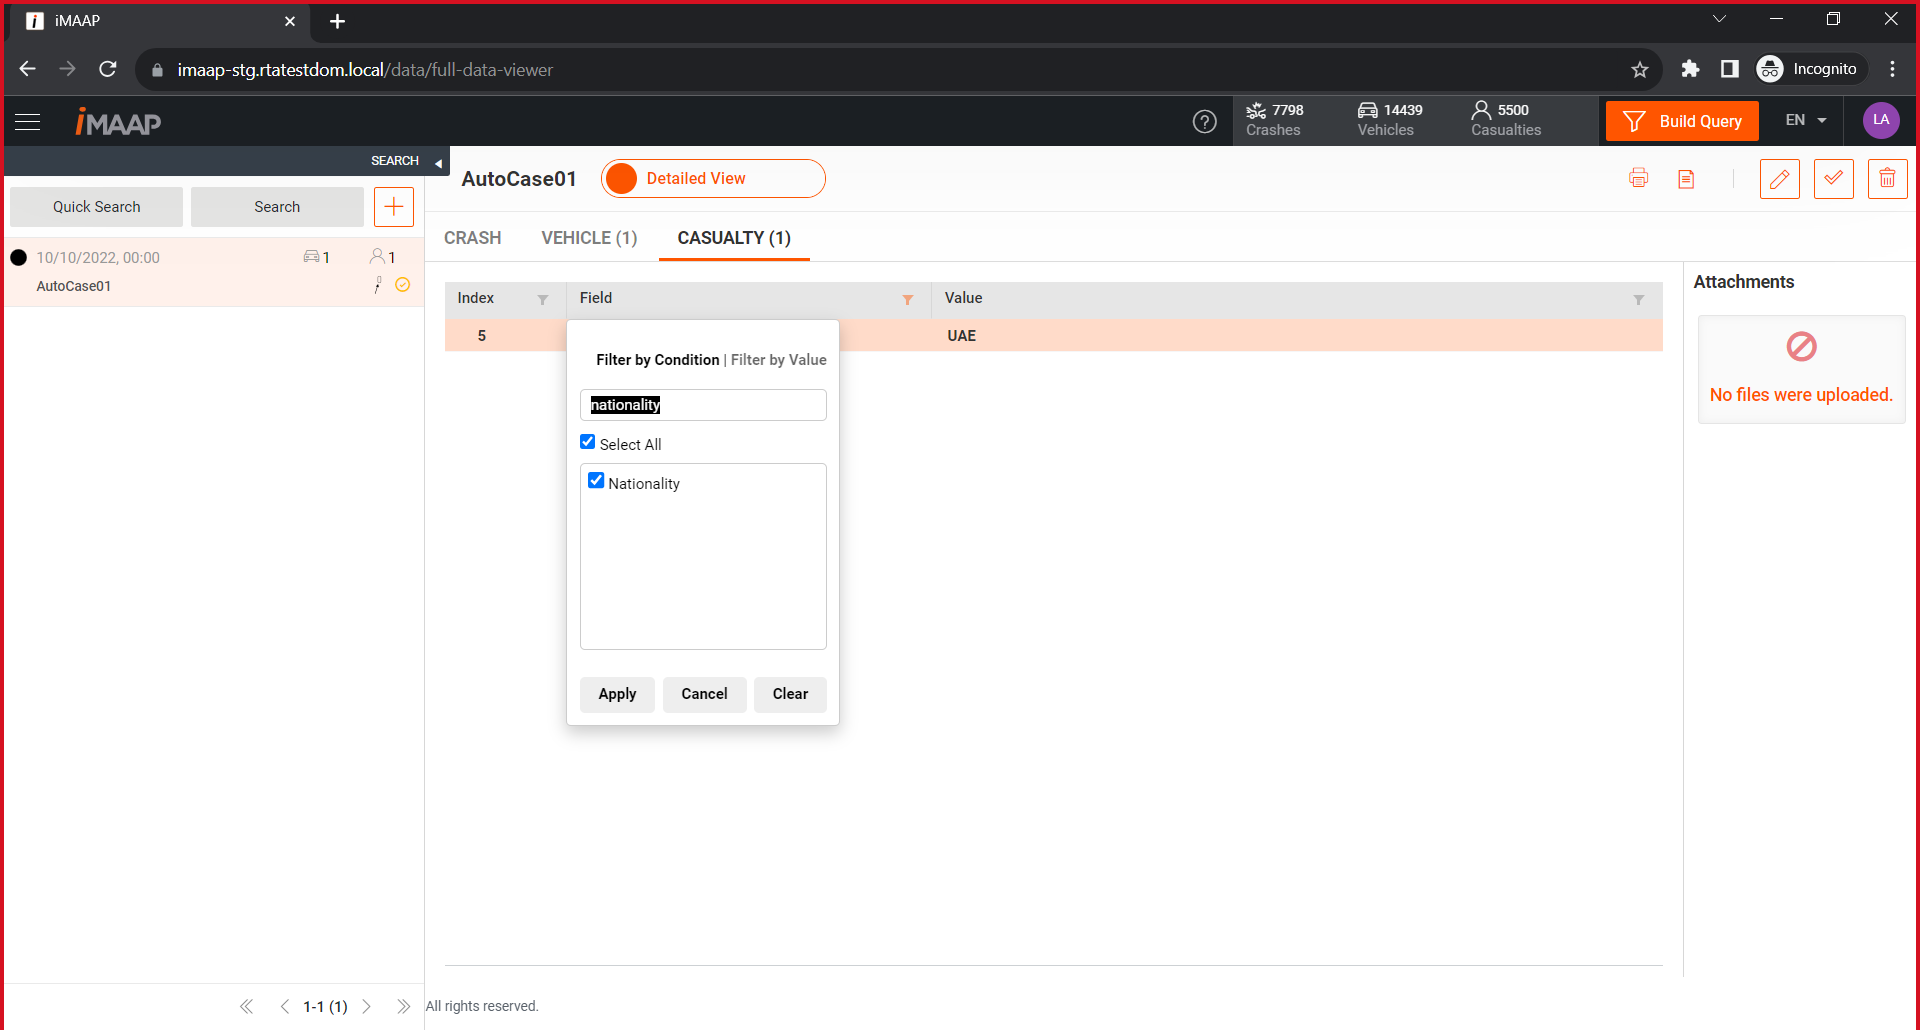 iMAAP
imaap-stg.rtatestdom.local/data/full-data-viewer
Incognito
iMAAP
7798
Crashes
14439
Vehicles
5500
Casualties
Build Query
EN
LA
SEARCH
Quick Search
Search
10/10/2022, 00:00
1
1
AutoCase01
AutoCase01
Detailed View
CRASH
VEHICLE (1)
CASUALTY (1)
Index
Field
Value
5
UAE
Filter by Condition | Filter by Value
nationality
Select All
Nationality
Apply
Cancel
Clear
Attachments
No files were uploaded.
1-1 (1)
All rights reserved.